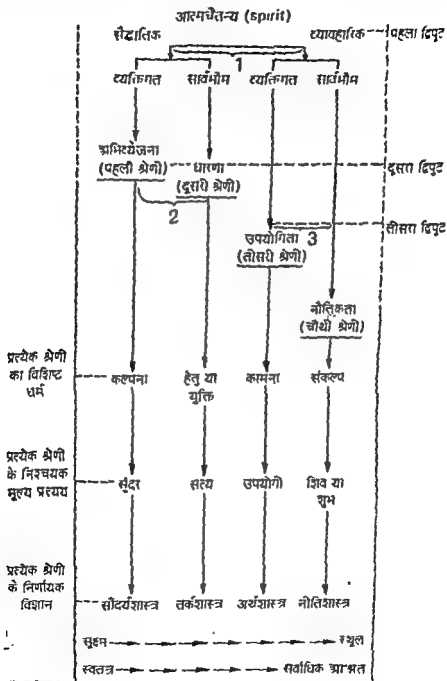 आत्मचैतन्य (spirit)
सैद्धांतिक व्यावहारिक पहला द्विपुट
1
व्यक्तिगत सार्वभौम व्यक्तिगत सार्वभौम
अभिव्यंजना
(पहली श्रेणी) धारणा दूसरा द्विपुट
(दूसरी श्रेणी)
2
3 तीसरा द्विपुट
उपयोगिता
(तीसरी श्रेणी)
नैतिकता
(चौथी श्रेणी)
प्रत्येक श्रेणी
का विशिष्ट कल्पना हेतु या कामना संकल्प
धर्म युक्ति
प्रत्येक श्रेणी
के निश्चयक सुंदर सत्य उपयोगी शिव या
मूल्य प्रत्यय शुभ
प्रत्येक श्रेणी
के निर्णायक
विज्ञान सौंदर्यशास्त्र तर्कशास्त्र अर्थशास्त्र नीतिशास्त्र
सूक्ष्म स्थूल
स्वतंत्र सर्वाधिक आश्रित